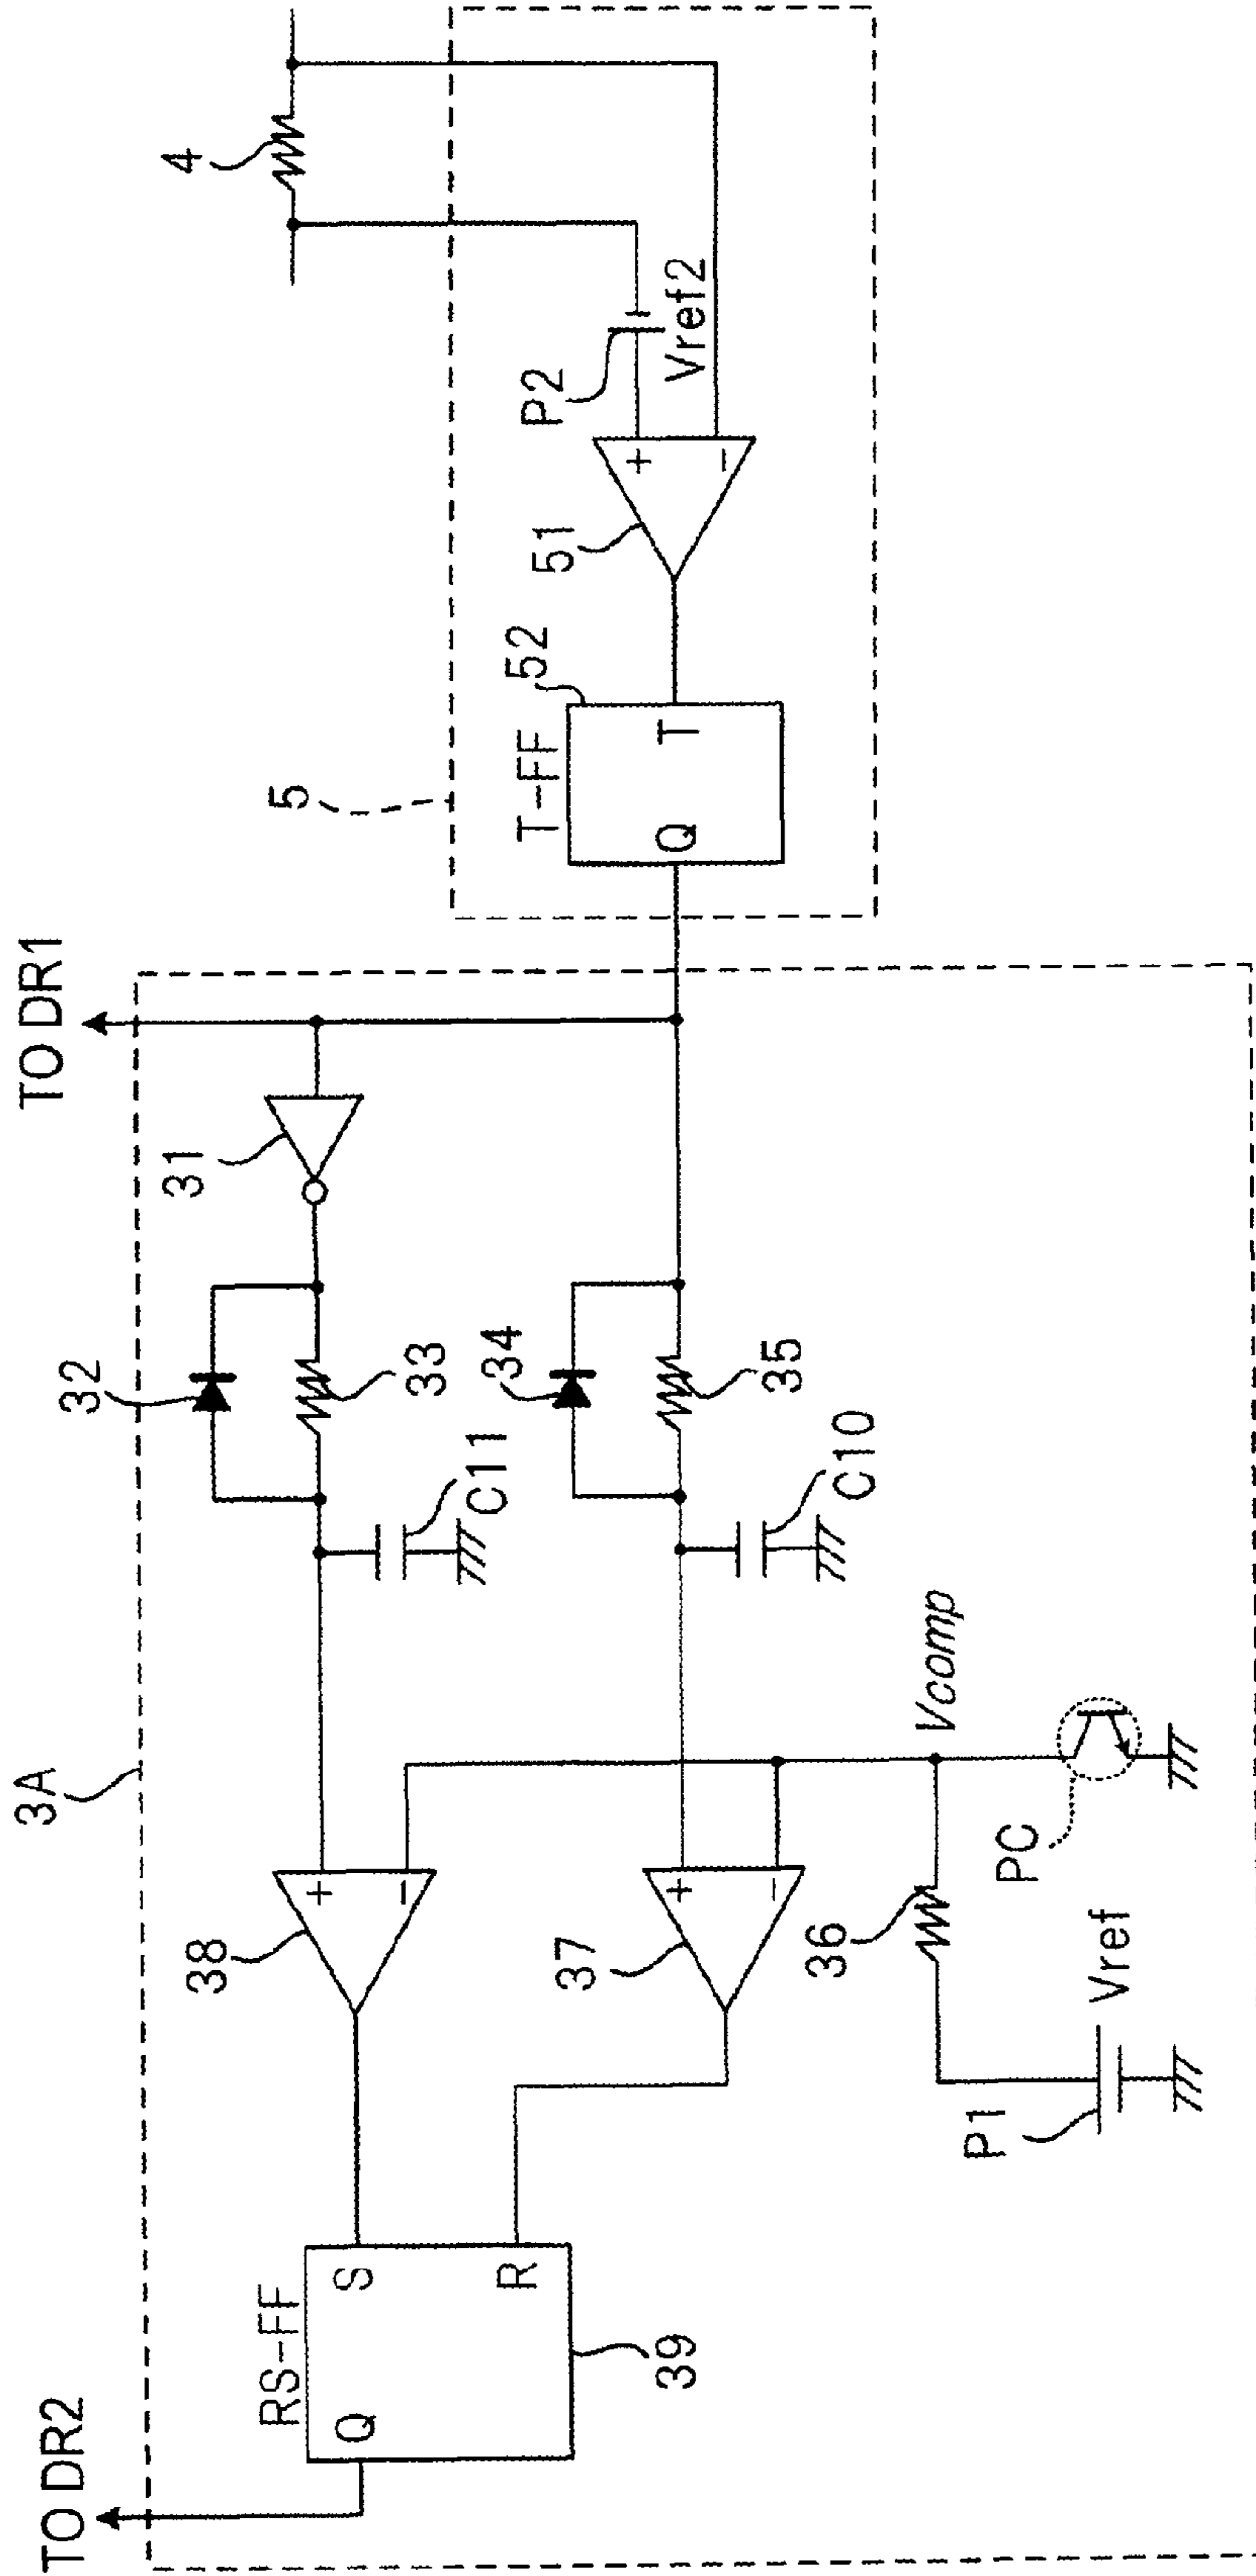 TO DR2
TO DR1
3A
RS-FF
Q
S
R
39
38
+
−
37
+
−
32
33
31
C11
34
35
C10
36
Vcomp
P1
Vref
PC
5
T-FF
52
Q
T
51
+
−
P2
Vref2
4